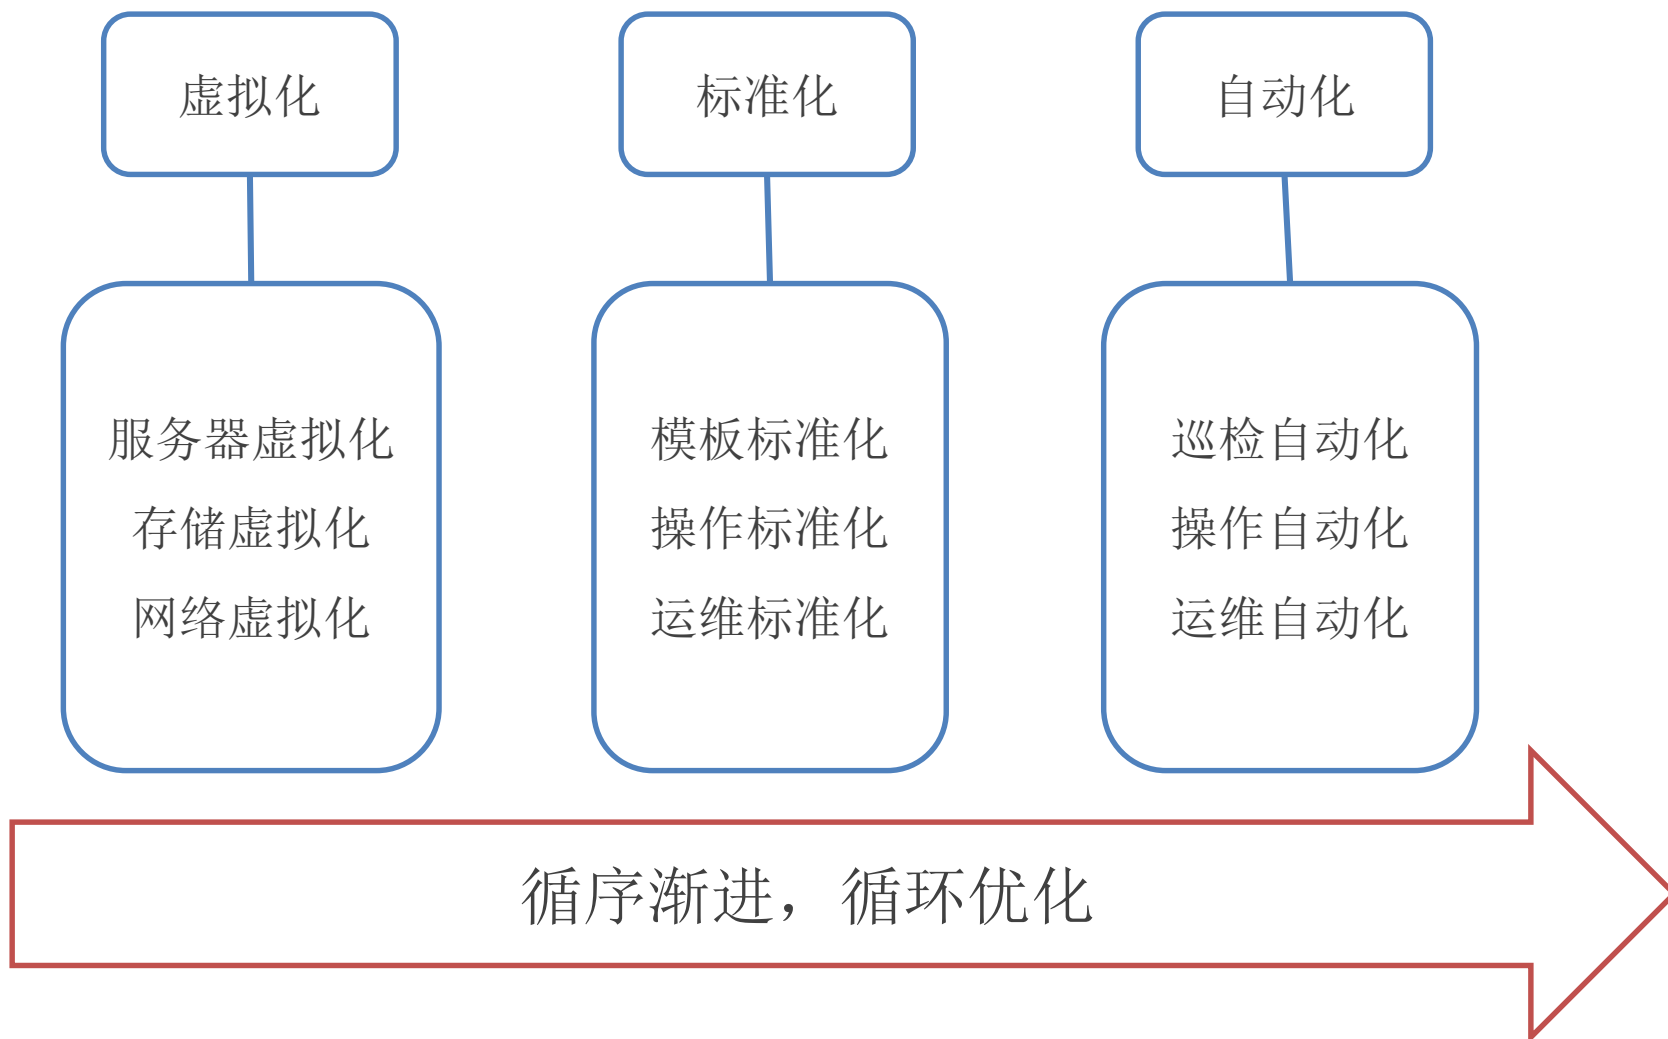 虚拟化
标准化
自动化
服务器虚拟化
存储虚拟化
网络虚拟化
模板标准化
操作标准化
运维标准化
巡检自动化
操作自动化
运维自动化
循序渐进，循环优化